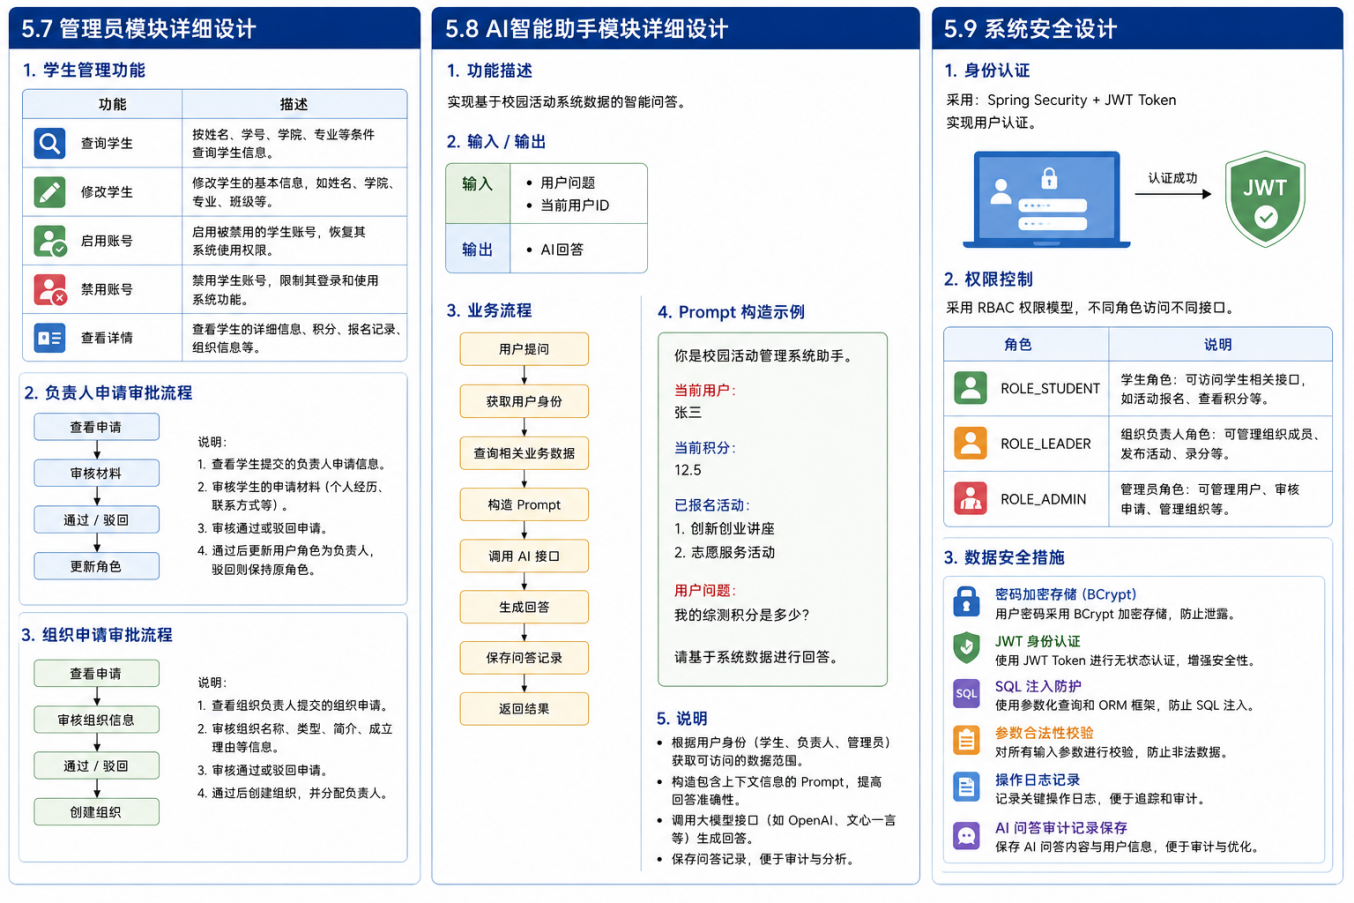 5.7 管理员模块详细设计
1. 学生管理功能
功能 描述
查询学生
按姓名、学号、学院、专业等条件
查询学生信息。
修改学生
修改学生的基本信息，如姓名、学院、
专业、班级等。
启用账号
启用被禁用的学生账号，恢复其
系统使用权限。
禁用账号
禁用学生账号，限制其登录和使用
系统功能。
查看详情
查看学生的详细信息、积分、报名记录、
组织信息等。
2. 负责人申请审批流程
查看申请
审核材料
通过 / 驳回
更新角色
说明：
1. 查看学生提交的负责人申请信息。
2. 审核学生的申请材料（个人经历、
联系方式等）。
3. 审核通过或驳回申请。
4. 通过后更新用户角色为负责人，
驳回则保持原角色。
3. 组织申请审批流程
查看申请
审核组织信息
通过 / 驳回
创建组织
说明：
1. 查看组织负责人提交的组织申请。
2. 审核组织名称、类型、简介、成立
理由等信息。
3. 审核通过或驳回申请。
4. 通过后创建组织，并分配负责人。
5.8 AI智能助手模块详细设计
1. 功能描述
实现基于校园活动系统数据的智能问答。
2. 输入 / 输出
输入
• 用户问题
• 当前用户ID
输出
• AI回答
3. 业务流程
用户提问
获取用户身份
查询相关业务数据
构造 Prompt
调用 AI 接口
生成回答
保存问答记录
返回结果
4. Prompt 构造示例
你是校园活动管理系统助手。
当前用户：
张三
当前积分：
12.5
已报名活动：
1. 创新创业讲座
2. 志愿服务活动
用户问题：
我的综测积分是多少？
请基于系统数据进行回答。
5. 说明
• 根据用户身份（学生、负责人、管理员）
获取可访问的数据范围。
• 构造包含上下文信息的 Prompt，提高
回答准确性。
• 调用大模型接口（如 OpenAI、文心一言
等）生成回答。
• 保存问答记录，便于审计与分析。
5.9 系统安全设计
1. 身份认证
采用：Spring Security + JWT Token
实现用户认证。
认证成功
JWT
2. 权限控制
采用 RBAC 权限模型，不同角色访问不同接口。
角色 说明
ROLE_STUDENT
学生角色：可访问学生相关接口，
如活动报名、查看积分等。
ROLE_LEADER
组织负责人角色：可管理组织成员、
发布活动、录分等。
ROLE_ADMIN
管理员角色：可管理用户、审核
申请、管理组织等。
3. 数据安全措施
密码加密存储 (BCrypt)
用户密码采用 BCrypt 加密存储，防止泄露。
JWT 身份认证
使用 JWT Token 进行无状态认证，增强安全性。
SQL
SQL 注入防护
使用参数化查询和 ORM 框架，防止 SQL 注入。
参数合法性校验
对所有输入参数进行校验，防止非法数据。
操作日志记录
记录关键操作日志，便于追踪和审计。
AI 问答审计记录保存
保存 AI 问答内容与用户信息，便于审计与优化。